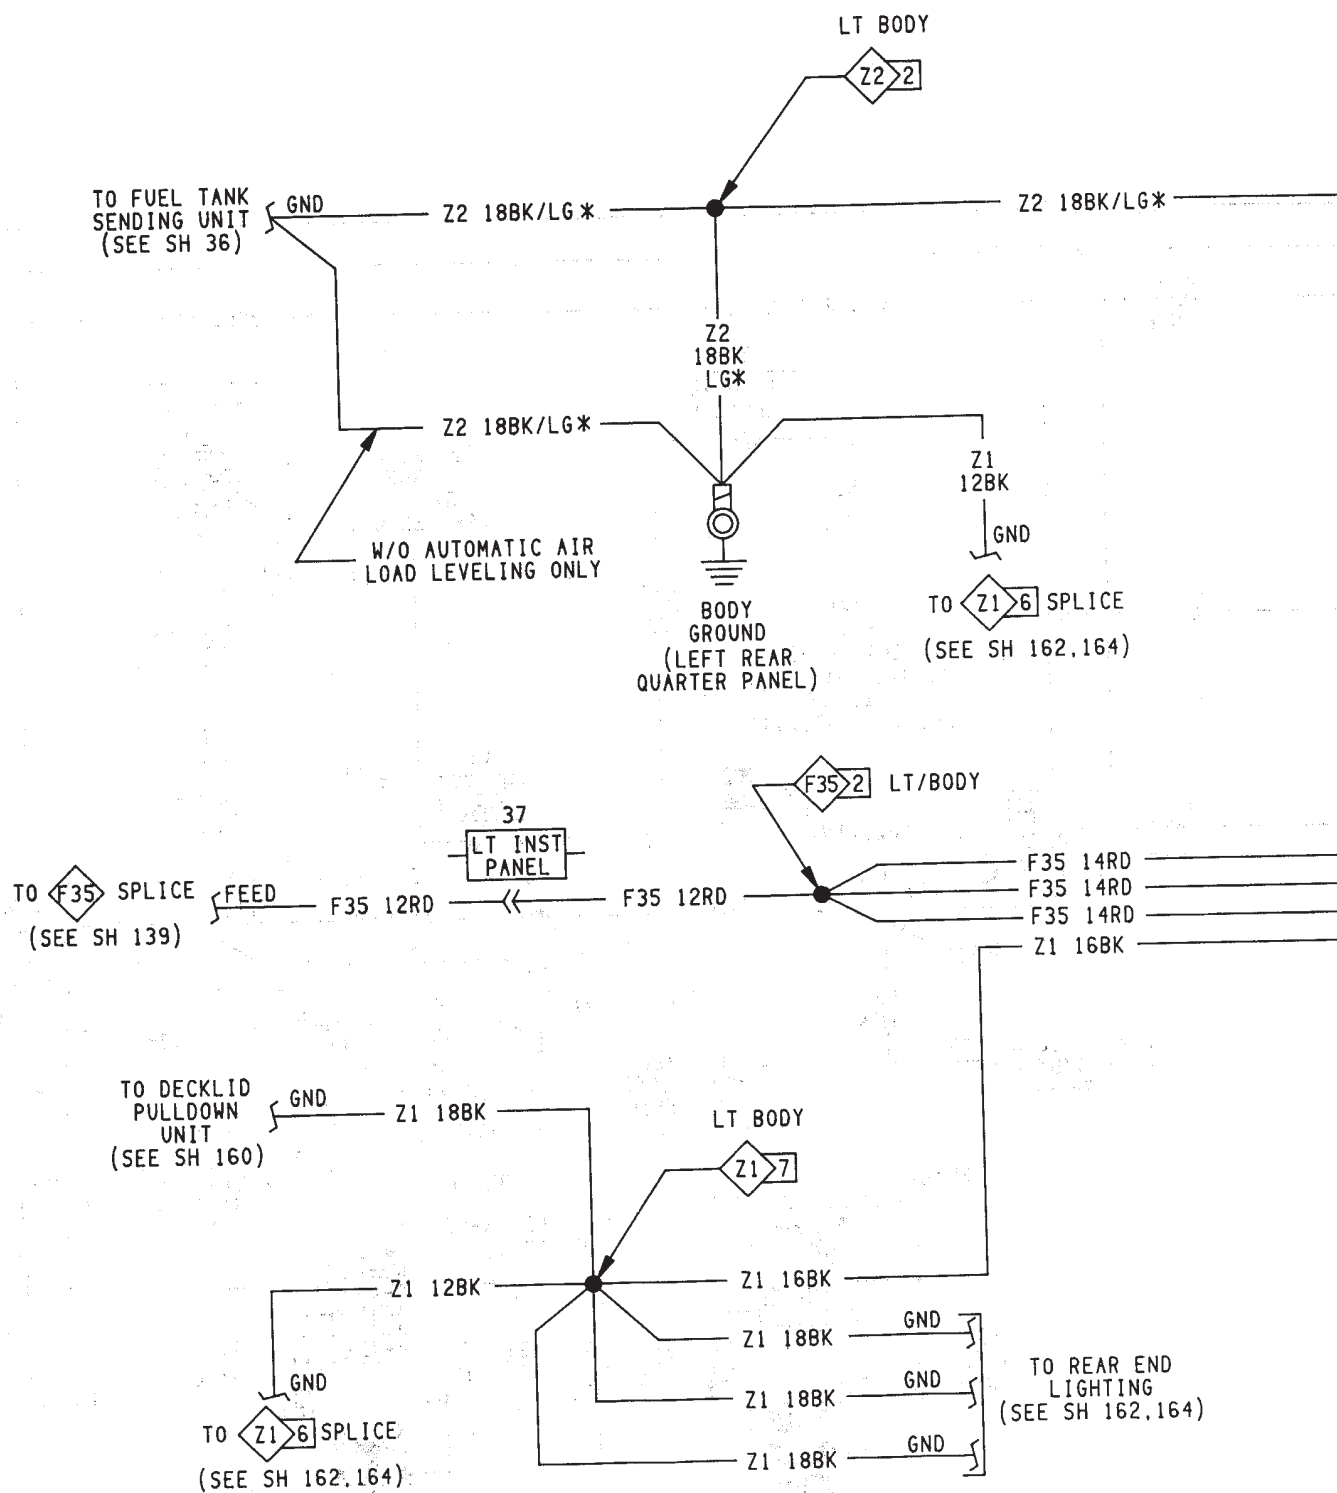 LT BODY
Z2 2
TO FUEL TANK
SENDING UNIT
(SEE SH 36)
GND
Z2 18BK/LG*
Z2 18BK/LG*
Z2
18BK
LG*
Z2 18BK/LG*
Z1
12BK
GND
W/O AUTOMATIC AIR
LOAD LEVELING ONLY
TO Z1 6 SPLICE
(SEE SH 162,164)
BODY
GROUND
(LEFT REAR
QUARTER PANEL)
F35 2 LT/BODY
37
LT INST
PANEL
TO F35 SPLICE
(SEE SH 139)
FEED
F35 12RD
F35 12RD
F35 14RD
F35 14RD
F35 14RD
Z1 16BK
TO DECKLID
PULLDOWN
UNIT
(SEE SH 160)
GND
Z1 18BK
LT BODY
Z1 7
Z1 12BK
Z1 16BK
GND
Z1 18BK
GND
Z1 18BK
GND
Z1 18BK
TO REAR END
LIGHTING
(SEE SH 162,164)
GND
TO Z1 6 SPLICE
(SEE SH 162,164)